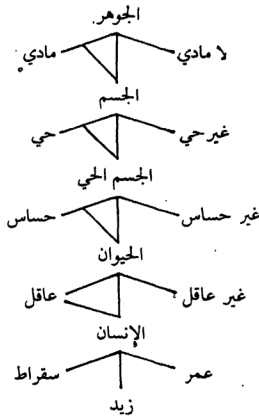 الجوهر
لا مادي مادي
الجسم
غير حي حي
الجسم الحي
غير حساس حساس
الحيوان
غير عاقل عاقل
الإنسان
عمر سقراط
زيد